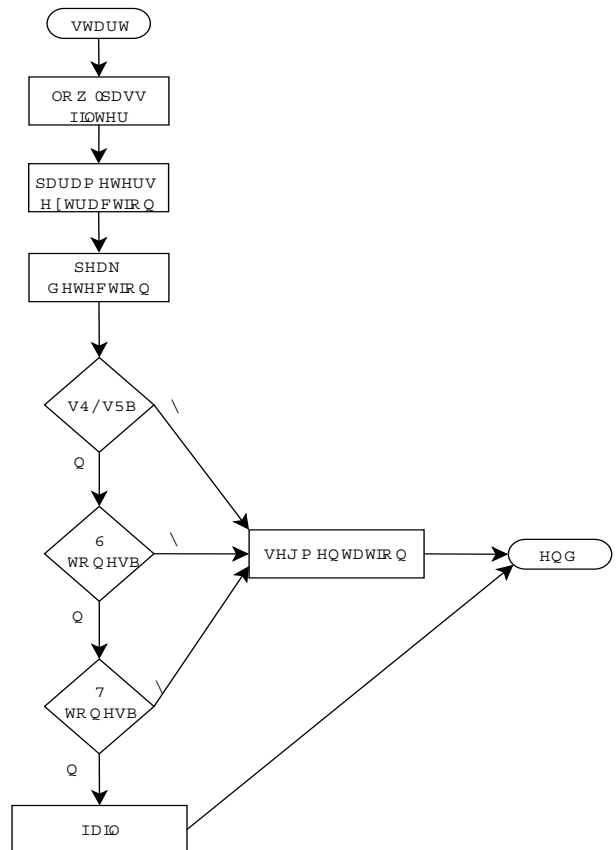 VWDUW
ORZ 0SDVV
ILOWHU
SDUDPHWHUV
H[WUDFWLRQ
SHDN
GHWHFWLRQ
V4/V5B
\
Q
6
WRQHVB
\
VHJPHQWDWLRQ
HQG
Q
7
WRQHVB
\
Q
IDLO